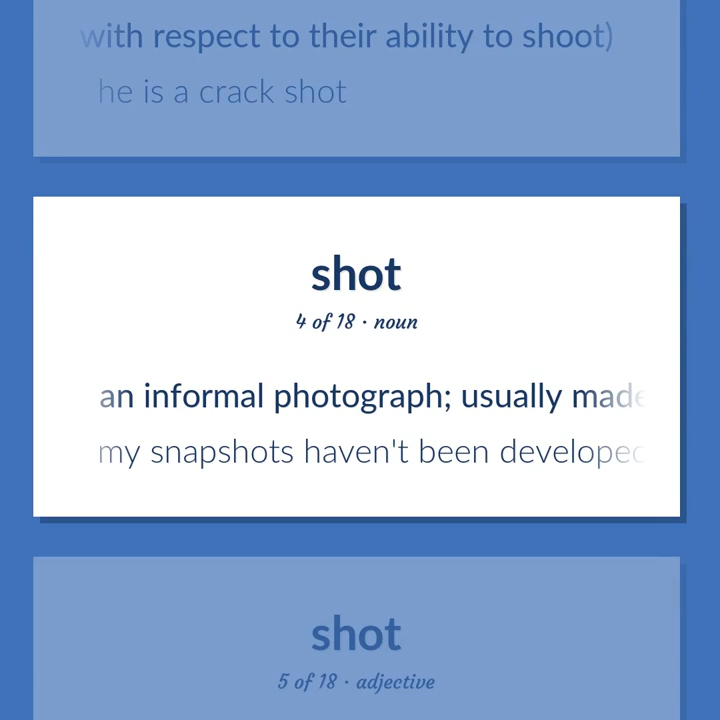 with respect to their ability to shoot)
he is a crack shot
shot
4 of 18 · noun
an informal photograph; usually made
my snapshots haven't been developed
shot
5 of 18 · adjective